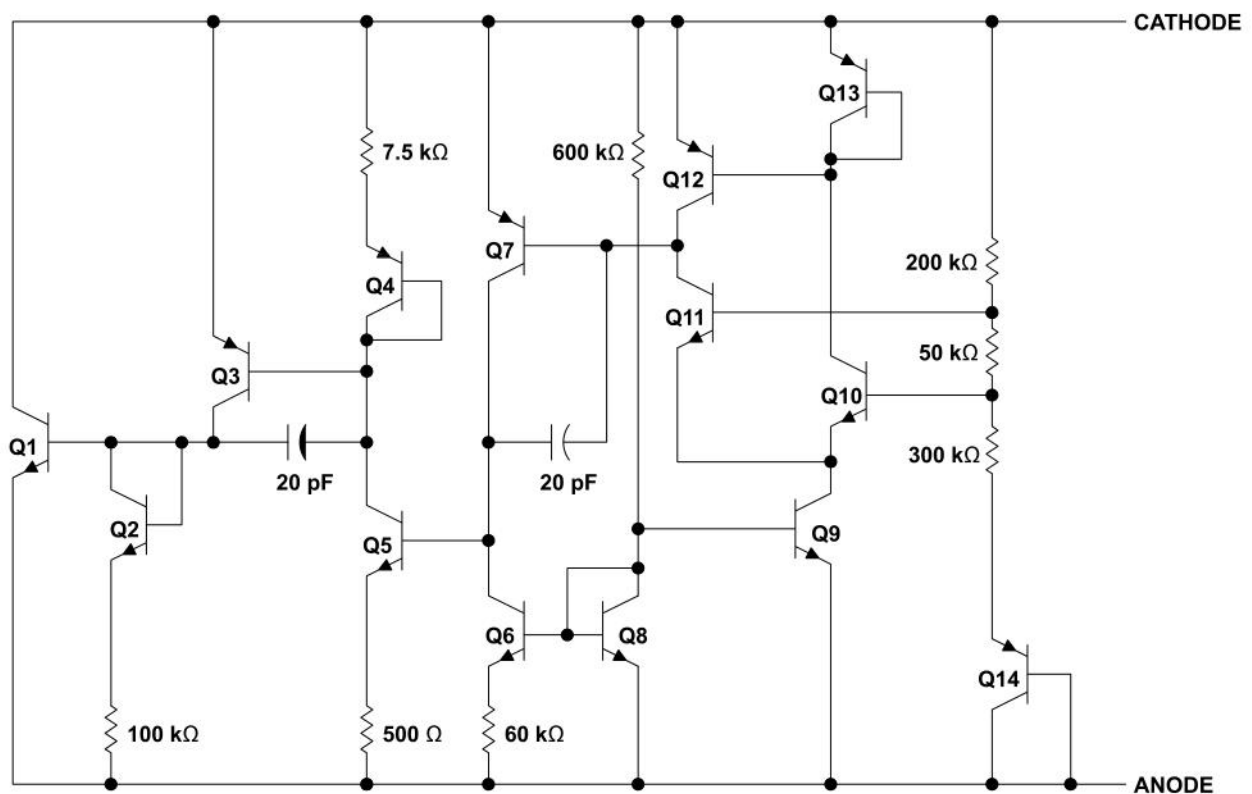 CATHODE
Q13
7.5 kΩ
600 kΩ
Q12
Q7
200 kΩ
Q4
Q11
50 kΩ
Q3
Q10
Q1
300 kΩ
20 pF
20 pF
Q2
Q5
Q9
Q6
Q8
Q14
100 kΩ
500 Ω
60 kΩ
ANODE